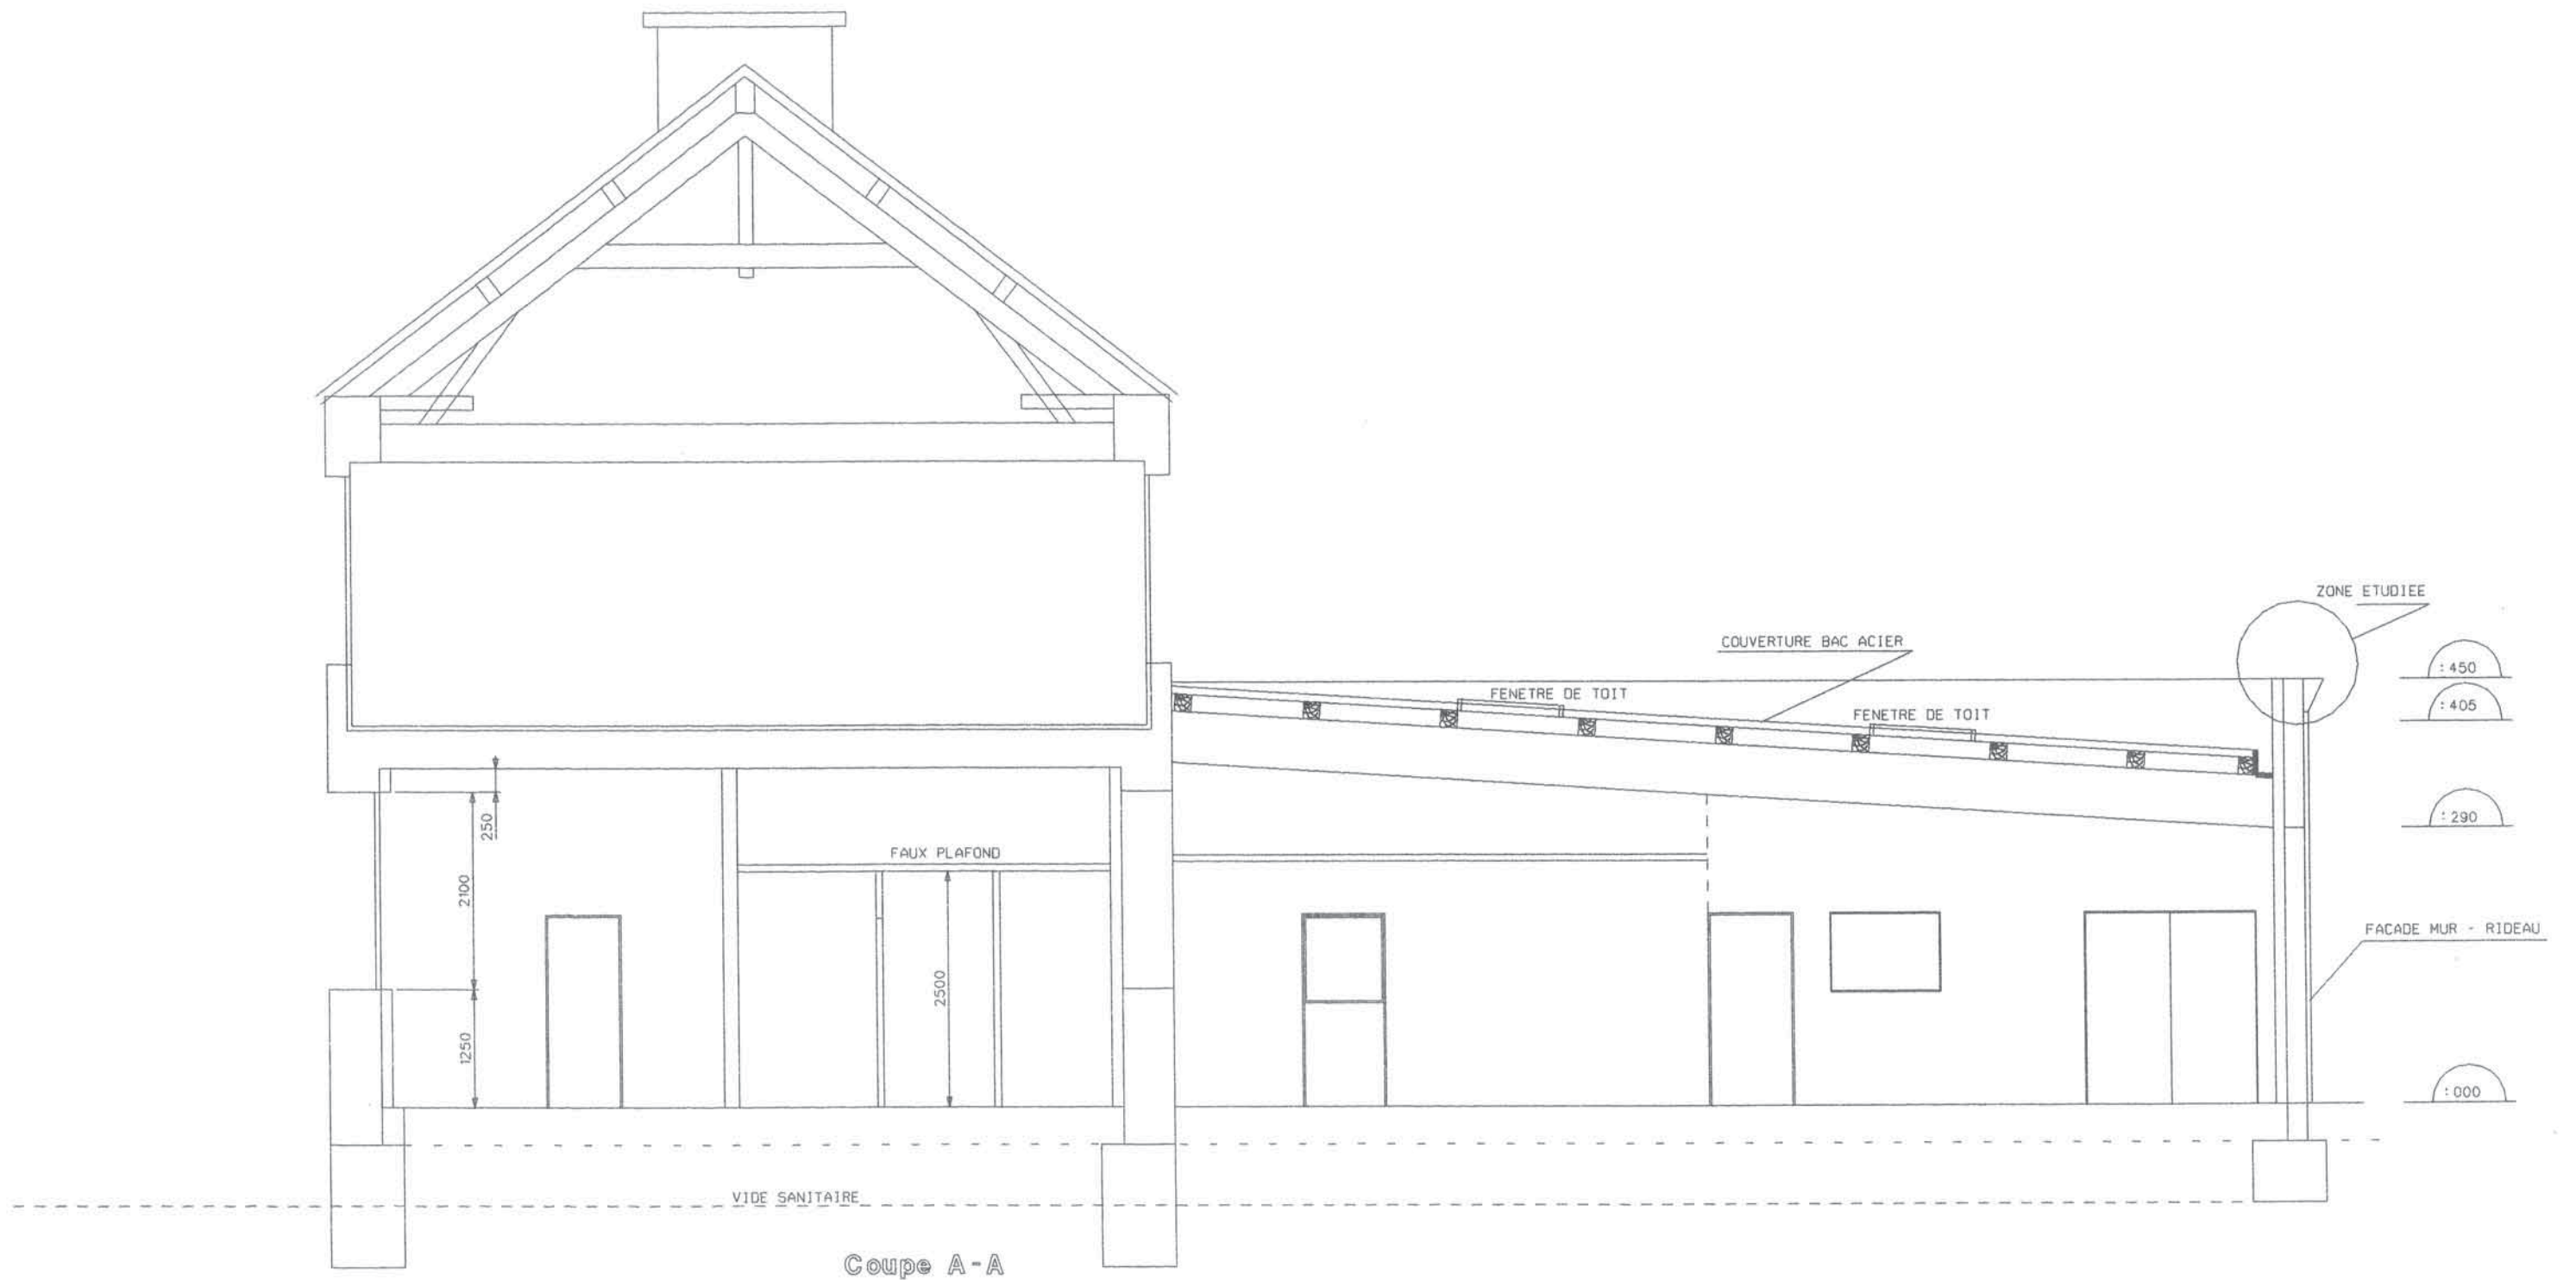 ZONE ETUDIEE
COUVERTURE BAC ACIER
:450
FENETRE DE TOIT
:405
FENETRE DE TOIT
250
:290
FAUX PLAFOND
2100
FACADE MUR - RIDEAU
2500
1250
:000
VIDE SANITAIRE
Coupe A-A